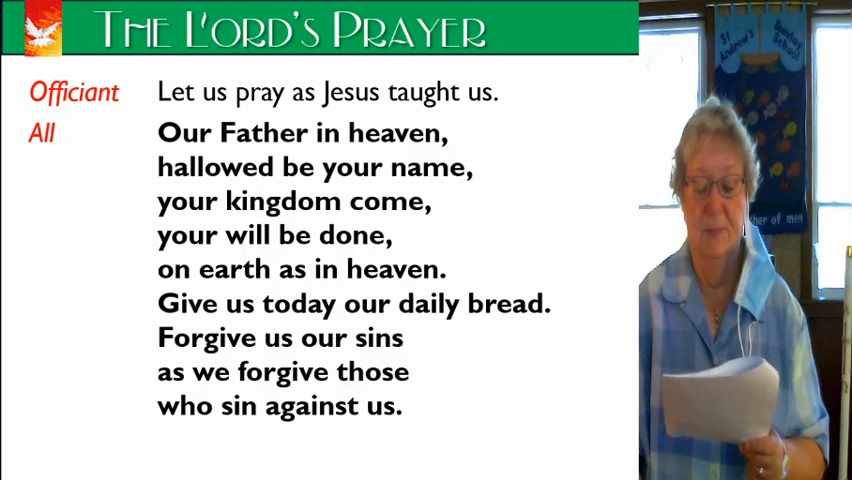 THE LORD'S PRAYER
Officiant Let us pray as Jesus taught us.
All Our Father in heaven,
hallowed be your name,
your kingdom come,
your will be done,
on earth as in heaven.
Give us today our daily bread.
Forgive us our sins
as we forgive those
who sin against us.
St Andrew's
Sunday School
of men